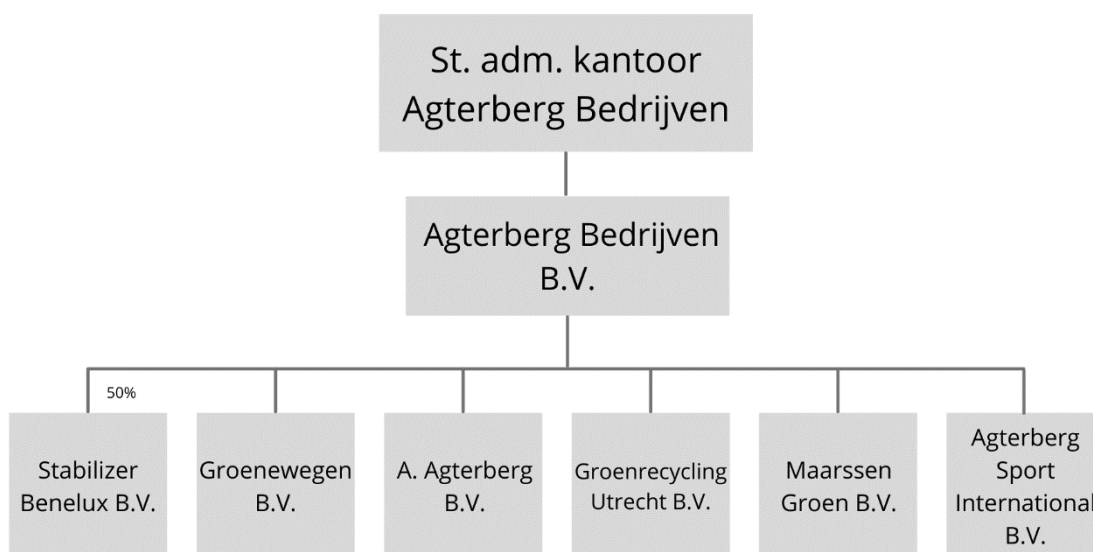 St. adm. kantoor
Agterberg Bedrijven
Agterberg Bedrijven
B.V.
50%
Stabilizer
Benelux B.V.
Groenewegen
B.V.
A. Agterberg
B.V.
Groenrecycling
Utrecht B.V.
Maarssen
Groen B.V.
Agterberg
Sport
International
B.V.